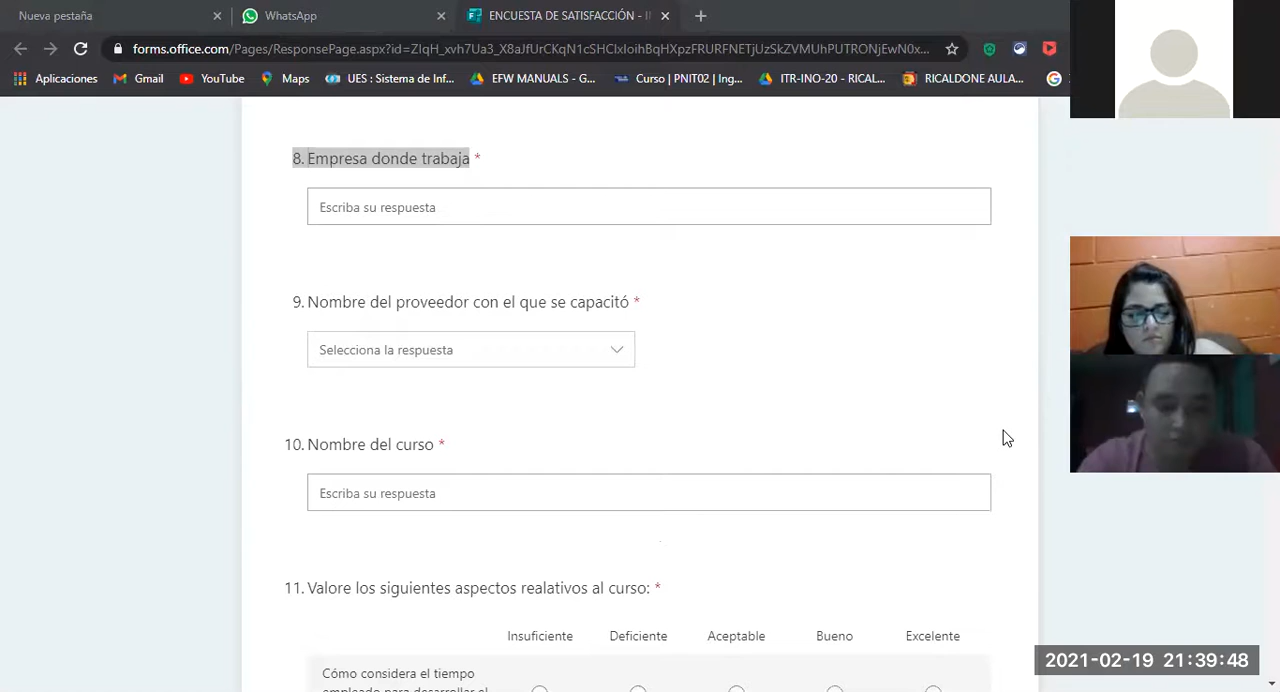 Nueva pestaña
WhatsApp
ENCUESTA DE SATISFACCIÓN - I
forms.office.com/Pages/ResponsePage.aspx?id=ZIqH_xvh7Ua3_X8aJfUrCKqN1cSHClxIoihBqHXpzFRURFNETjUzSkZVMUhPUTRONjEwN0x...
Aplicaciones
Gmail
YouTube
Maps
UES : Sistema de Inf...
EFW MANUALS - G...
Curso | PNIT02 | Ing...
ITR-INO-20 - RICAL...
RICALDONE AULA...
8. Empresa donde trabaja *
Escriba su respuesta
9. Nombre del proveedor con el que se capacitó *
Selecciona la respuesta
10. Nombre del curso *
Escriba su respuesta
11. Valore los siguientes aspectos realativos al curso: *
Insuficiente Deficiente Aceptable Bueno Excelente
Cómo considera el tiempo
empleado para desarrollar el
2021-02-19 21:39:48